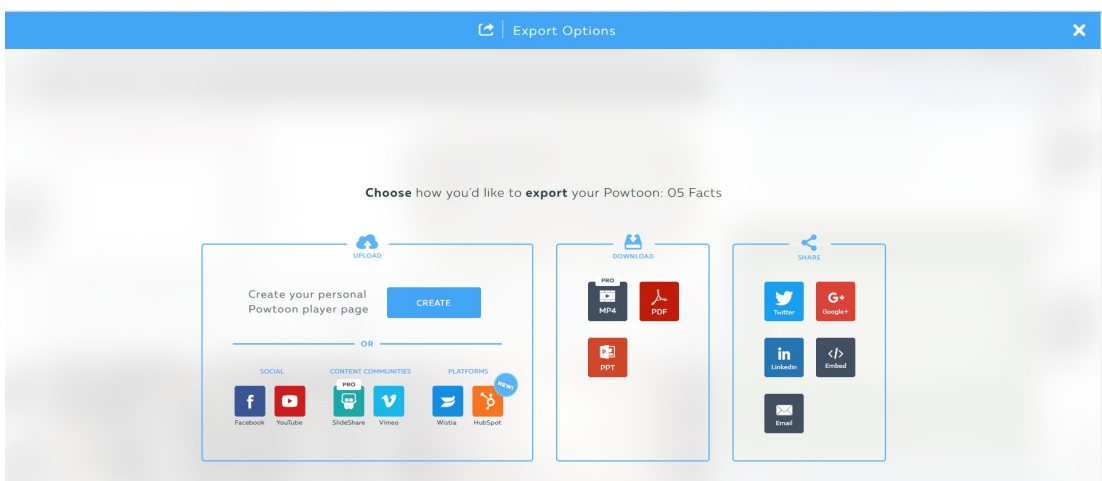 Export Options
Choose how you'd like to export your Powtoon: 05 Facts
UPLOAD
Create your personal
Powtoon player page
CREATE
OR
SOCIAL
CONTENT COMMUNITIES
PLATFORMS
PRO
NEW!
f
Facebook
YouTube
SlideShare
Vimeo
Wistia
HubSpot
DOWNLOAD
PRO
MP4
PDF
PPT
SHARE
Twitter
G+
Google+
in
Linkedin
</>
Embed
Email